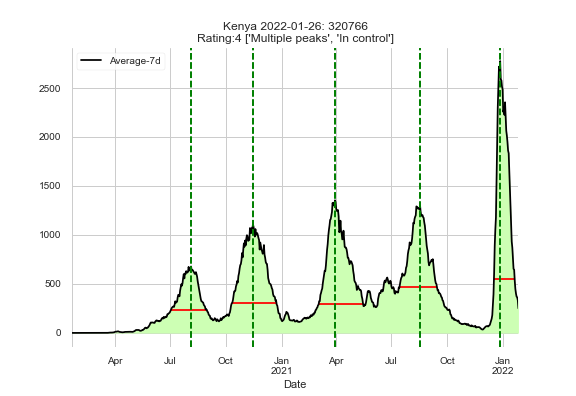 Kenya 2022-01-26: 320766
Rating:4 ['Multiple peaks', 'In control']
Average-7d
2500
2000
1500
1000
500
0
Apr Jul Oct Jan Apr Jul Oct Jan
2021 2022
Date